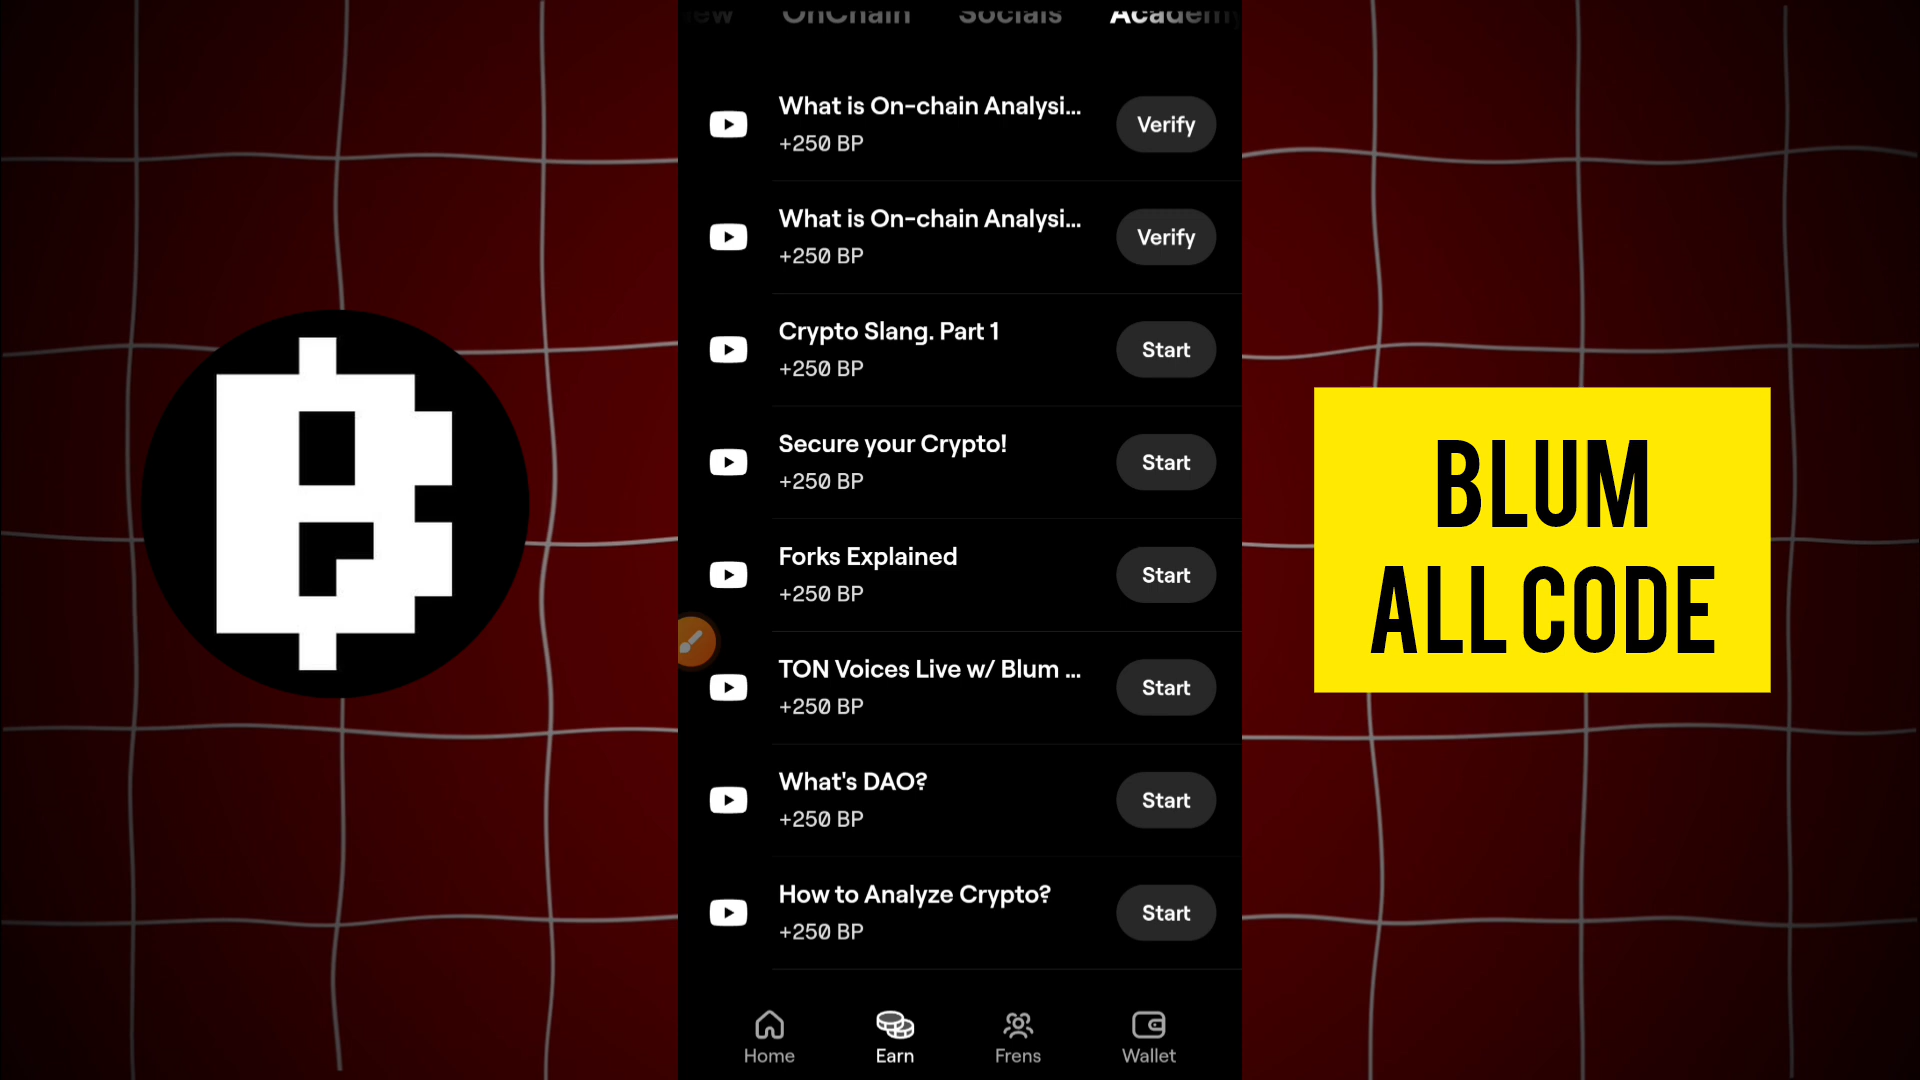 OnChain
Socials
Academy
What is On-chain Analysi...
+250 BP
Verify
What is On-chain Analysi...
+250 BP
Verify
Crypto Slang. Part 1
+250 BP
Start
Secure your Crypto!
+250 BP
Start
Forks Explained
+250 BP
Start
TON Voices Live w/ Blum ...
+250 BP
Start
What's DAO?
+250 BP
Start
How to Analyze Crypto?
+250 BP
Start
Home
Earn
Frens
Wallet
BLUM
ALL CODE